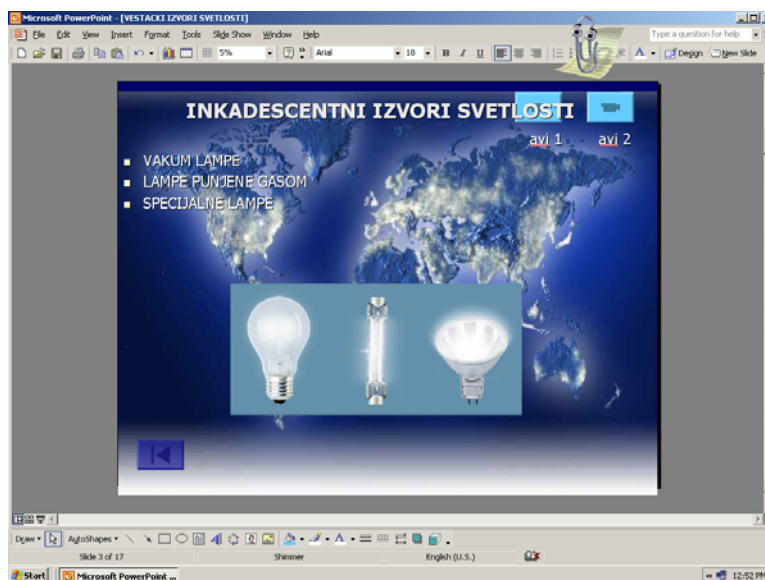 Microsoft PowerPoint - [VESTACKI IZVORI SVETLOSTI]
File Edit View Insert Format Tools Slide Show Window Help
Type a question for help
5% Arial 10 B I U A Design New Slide
INKADESCENTNI IZVORI SVETLOSTI
avi 1 avi 2
VAKUM LAMPE
LAMPE PUNJENE GASOM
SPECIJALNE LAMPE
Draw AutoShapes A
Slide 3 of 17 Shimmer English (U.S.)
Start Microsoft PowerPoint ... 12:52 PM